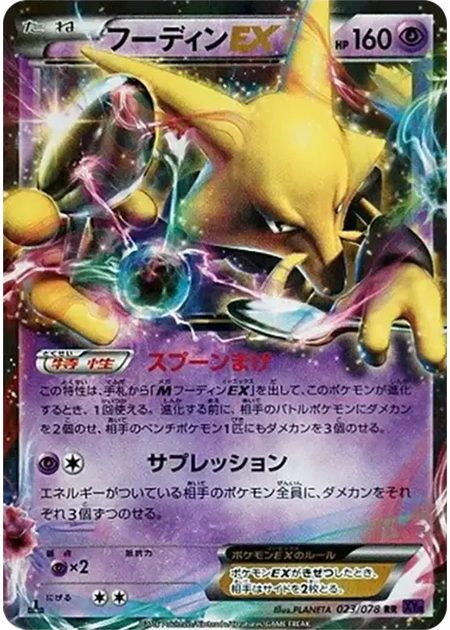 たね フーディンEX HP160
とくせい
特性 スプーンまげ
この特性は、手札から「MフーディンEX」を出して、このポケモンが進化
するとき、1回使える。進化する前に、相手のバトルポケモンにダメカン
を2個のせ、相手のベンチポケモン1匹にもダメカンを3個のせる。
サプレッション
エネルギーがついている相手のポケモン全員に、ダメカンをそれ
ぞれ3個ずつのせる。
弱点 抵抗力
×2
ポケモンEXのルール
ポケモンEXがきぜつしたとき、
相手はサイドを2枚とる。
にげる
Illus. PLANETA 023/078 RR XY